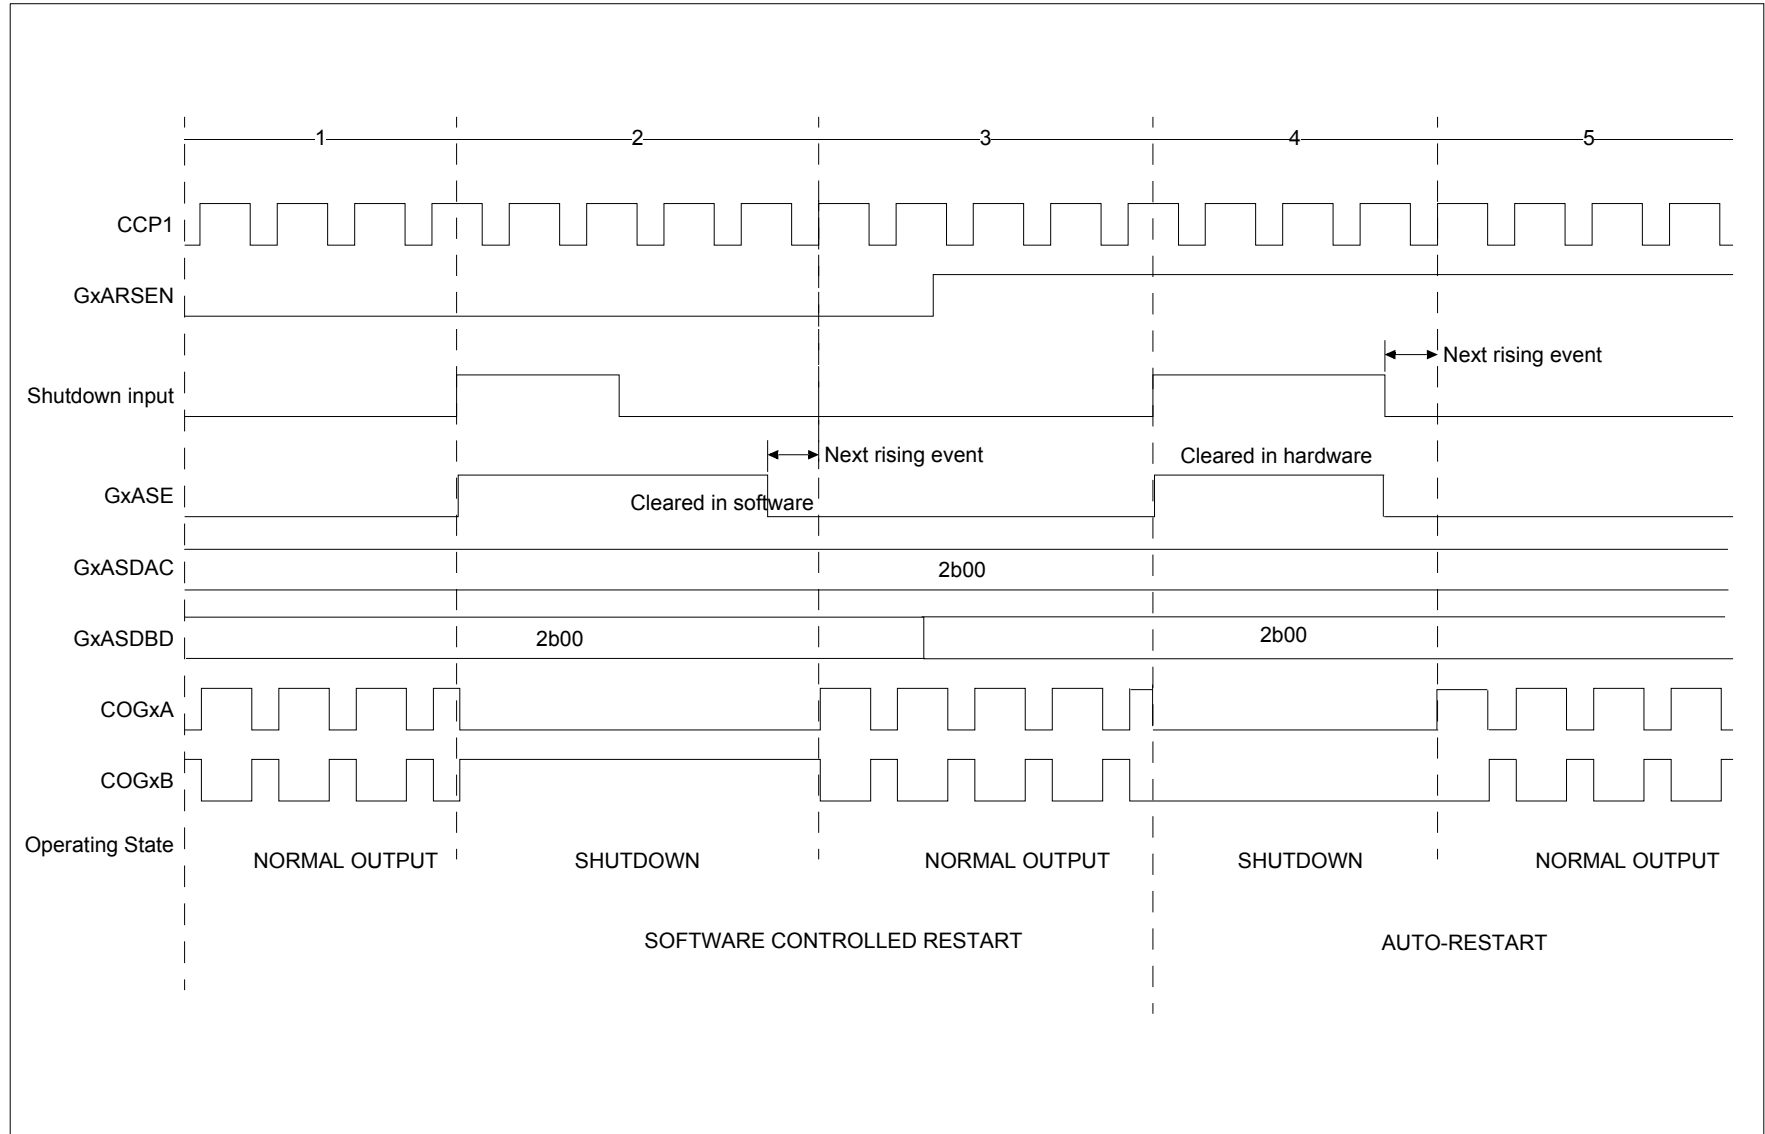 1 2 3 4 5
CCP1
GxARSEN
Next rising event
Shutdown input
Next rising event Cleared in hardware
GxASE
Cleared in software
GxASDAC 2b00
GxASDBD 2b00 2b00
COGxA
COGxB
Operating State
NORMAL OUTPUT SHUTDOWN NORMAL OUTPUT SHUTDOWN NORMAL OUTPUT
SOFTWARE CONTROLLED RESTART AUTO-RESTART